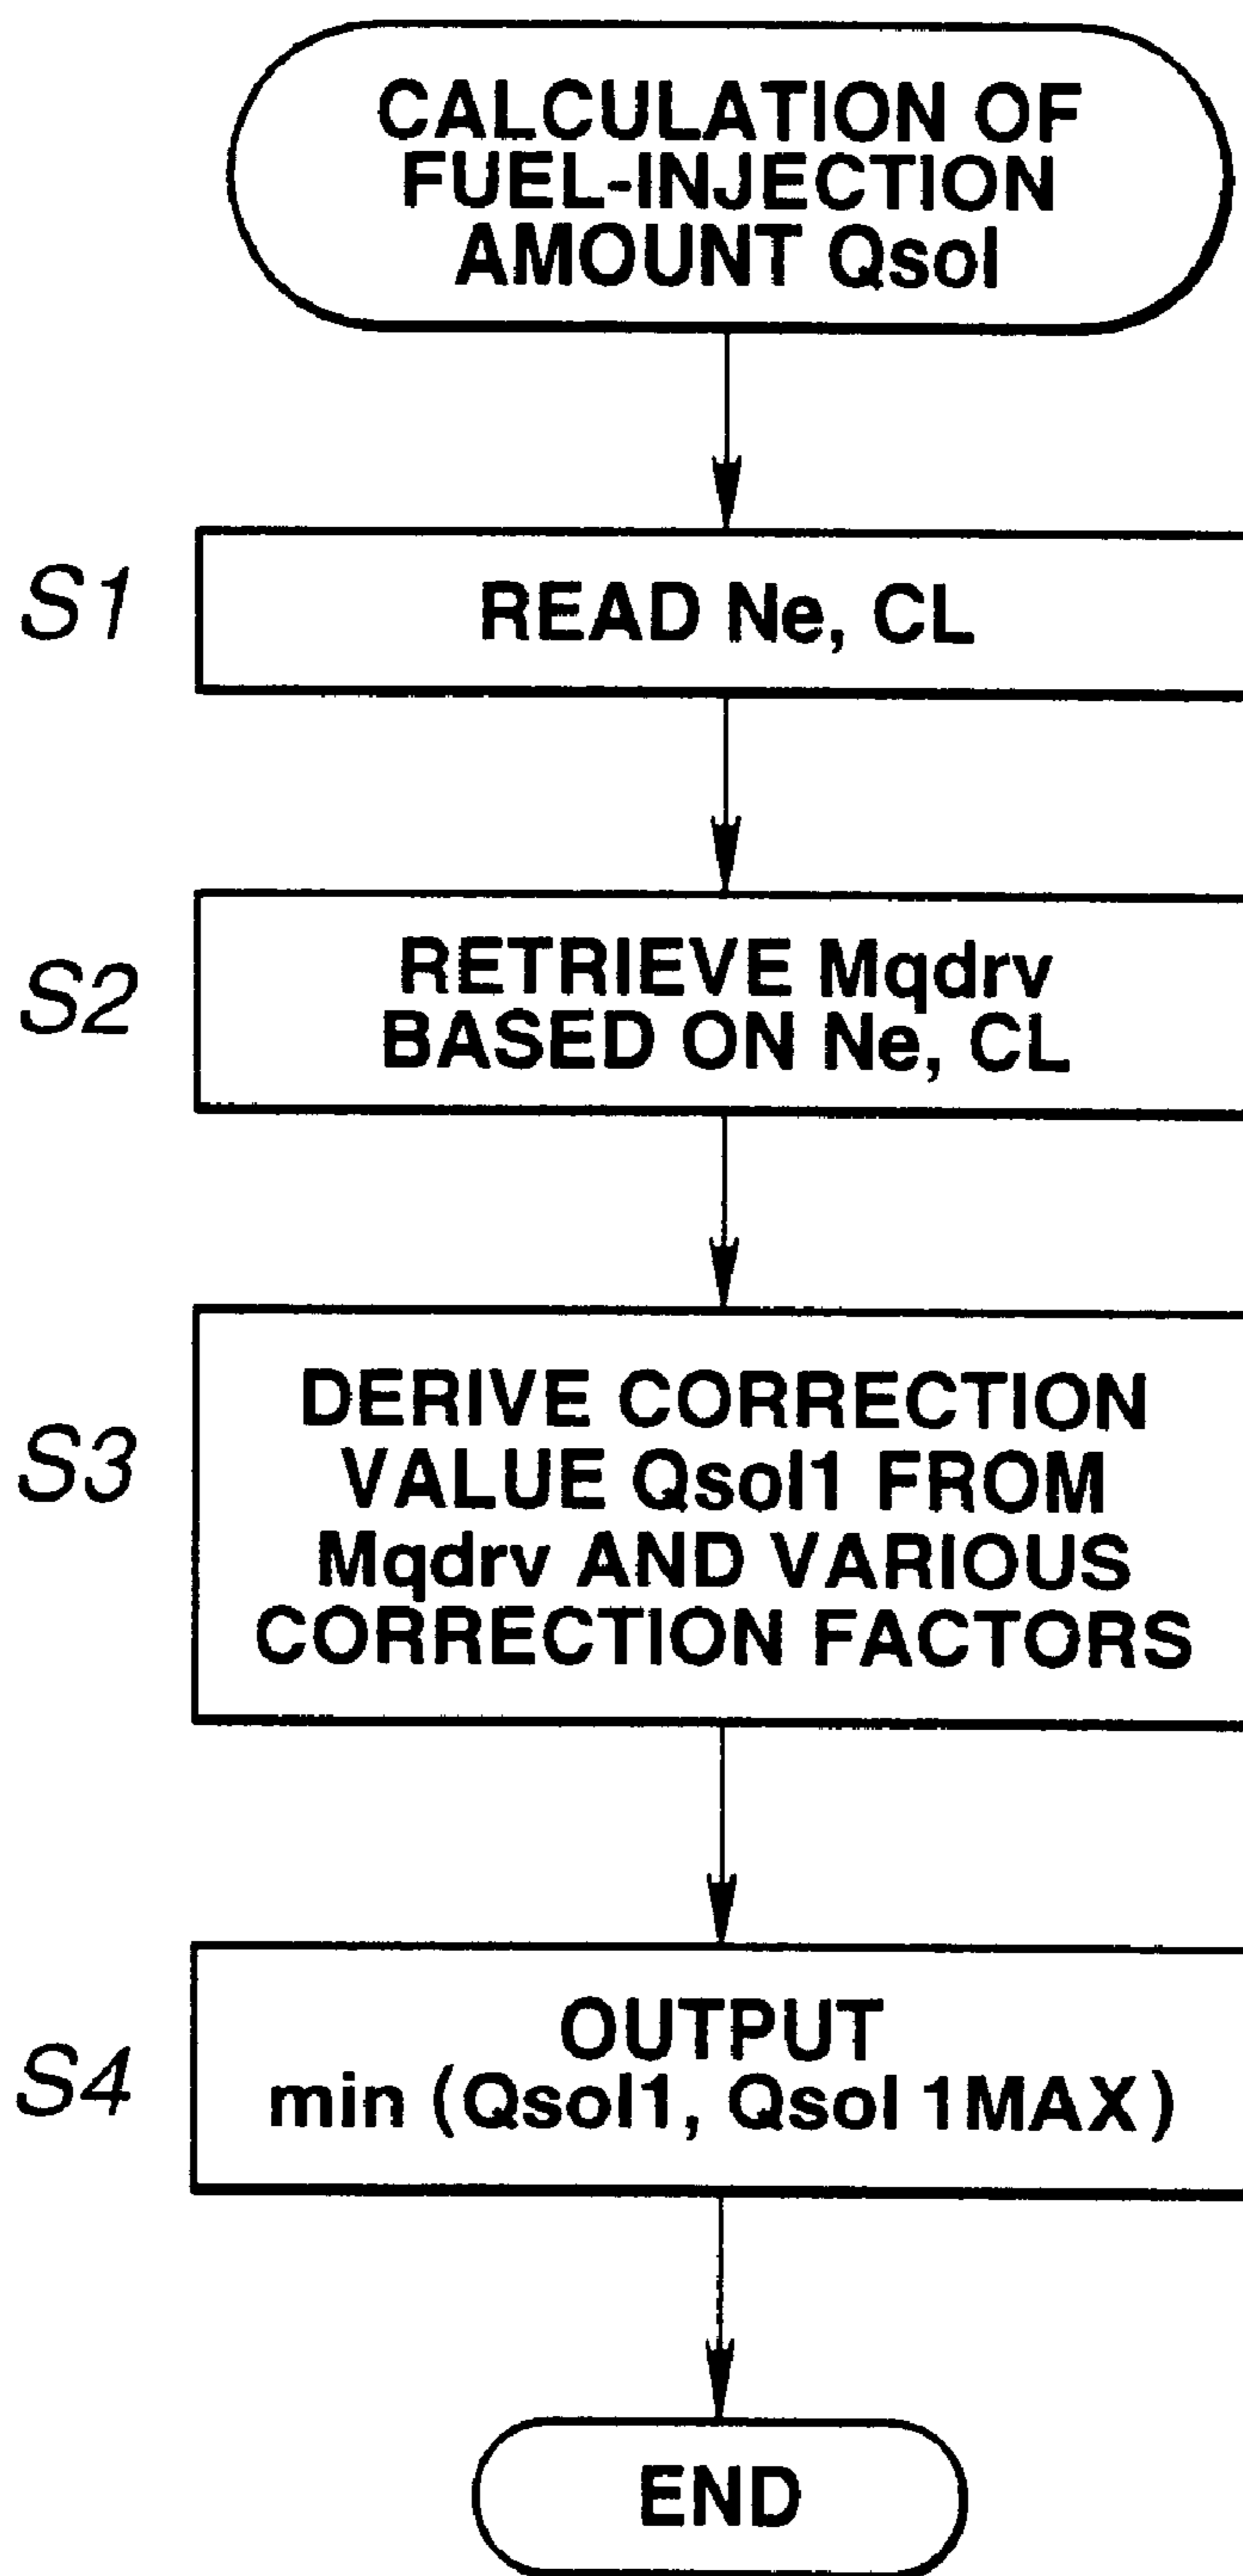 CALCULATION OF
FUEL-INJECTION
AMOUNT Qsol
S1
READ Ne, CL
S2
RETRIEVE Mqdrv
BASED ON Ne, CL
S3
DERIVE CORRECTION
VALUE Qsol1 FROM
Mqdrv AND VARIOUS
CORRECTION FACTORS
S4
OUTPUT
min (Qsol1, Qsol 1MAX)
END